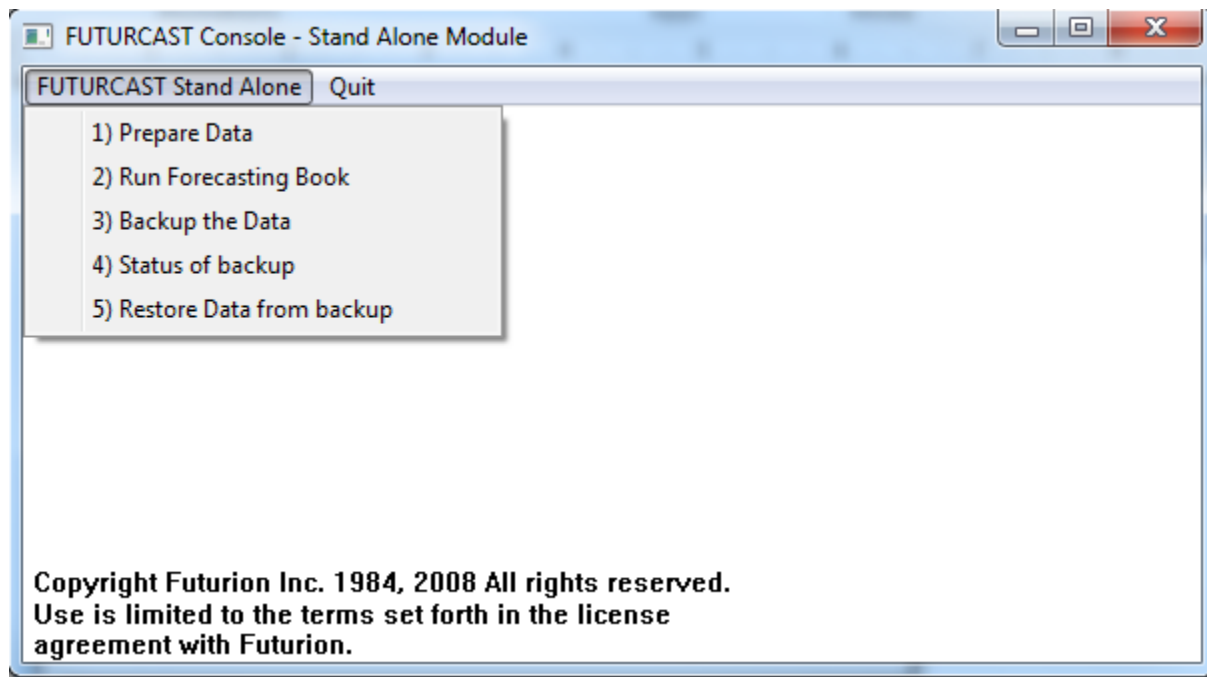 FUTURCAST Console - Stand Alone Module
FUTURCAST Stand Alone Quit
1) Prepare Data
2) Run Forecasting Book
3) Backup the Data
4) Status of backup
5) Restore Data from backup
Copyright Futurion Inc. 1984, 2008 All rights reserved.
Use is limited to the terms set forth in the license
agreement with Futurion.